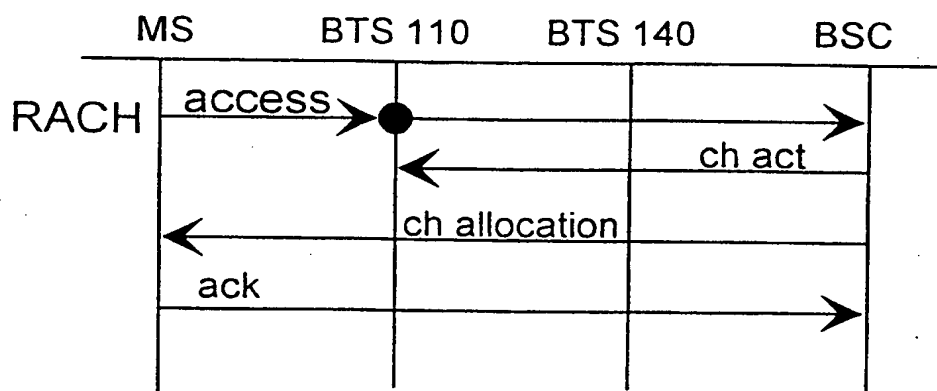 MS BTS 110 BTS 140 BSC
RACH access
ch act
ch allocation
ack